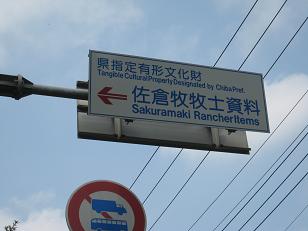 県指定有形文化財
Tangible Cultural Property Designated by Chiba Pref.
佐倉牧牧士資料
Sakuramaki Rancher Items